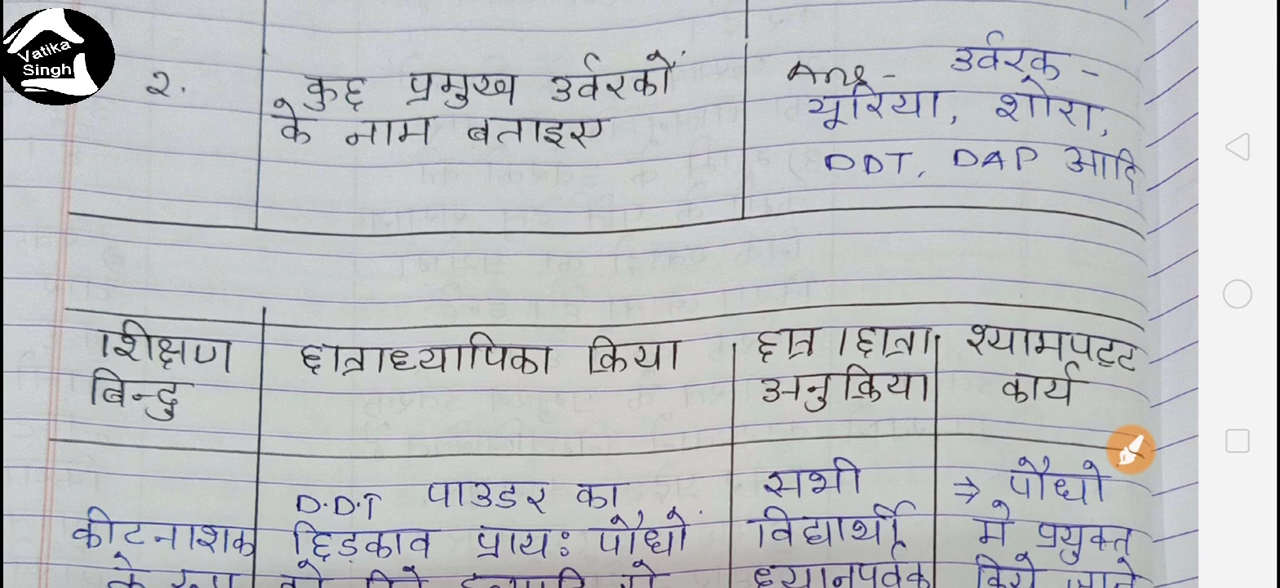 Vatika
Singh
२.
कुछ प्रमुख उर्वरकों
के नाम बताइए
Ans - उर्वरक -
यूरिया, शोरा,
DDT, DAP आदि
शिक्षण
बिन्दु
छात्राध्यापिका क्रिया
छात्र/छात्रा
अनुक्रिया
श्यामपट्ट
कार्य
कीटनाशक
D.D.T पाउडर का
छिड़काव प्रायः पौधों
सभी
विद्यार्थी
ध्यानपूर्वक
⇒ पौधो
मे प्रयुक्त
किये जाने